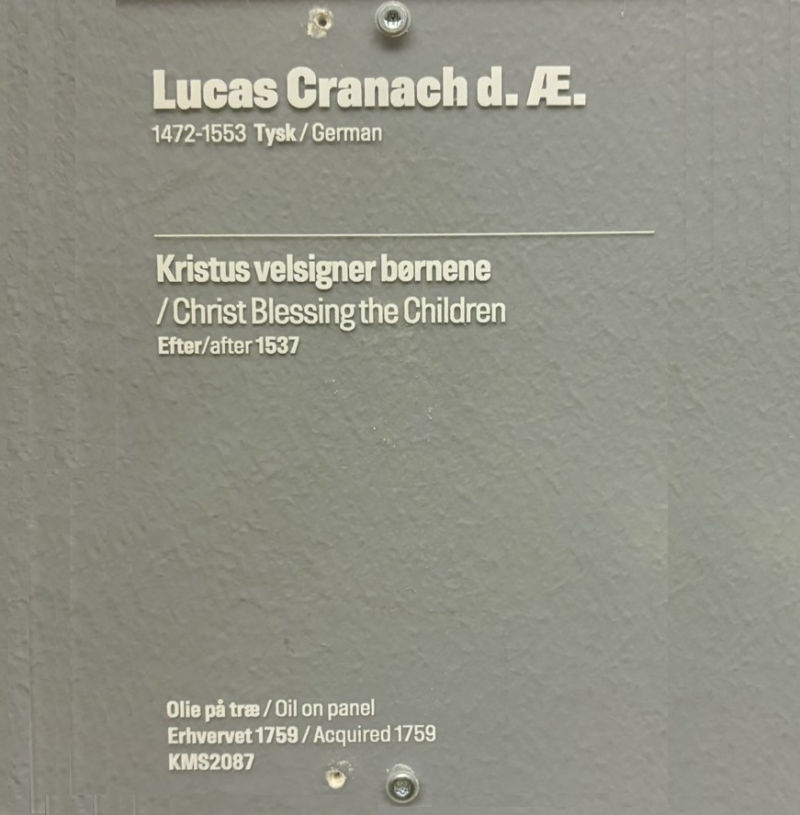 Lucas Cranach d. Æ.
1472-1553 Tysk / German
Kristus velsigner børnene
/ Christ Blessing the Children
Efter/after 1537
Olie på træ / Oil on panel
Erhvervet 1759 / Acquired 1759
KMS2087